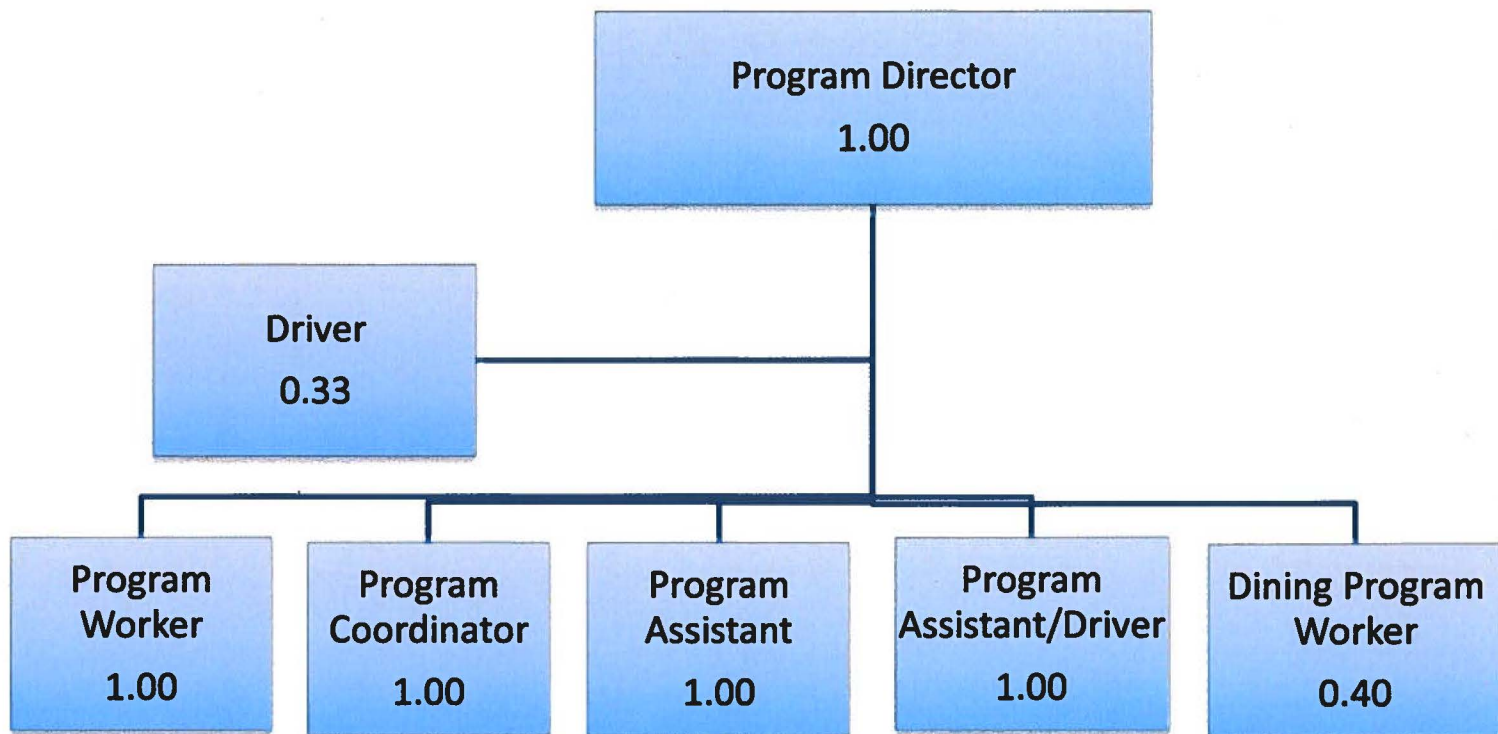 Program Director
1.00
Driver
0.33
Program
Worker
1.00
Program
Coordinator
1.00
Program
Assistant
1.00
Program
Assistant/Driver
1.00
Dining Program
Worker
0.40